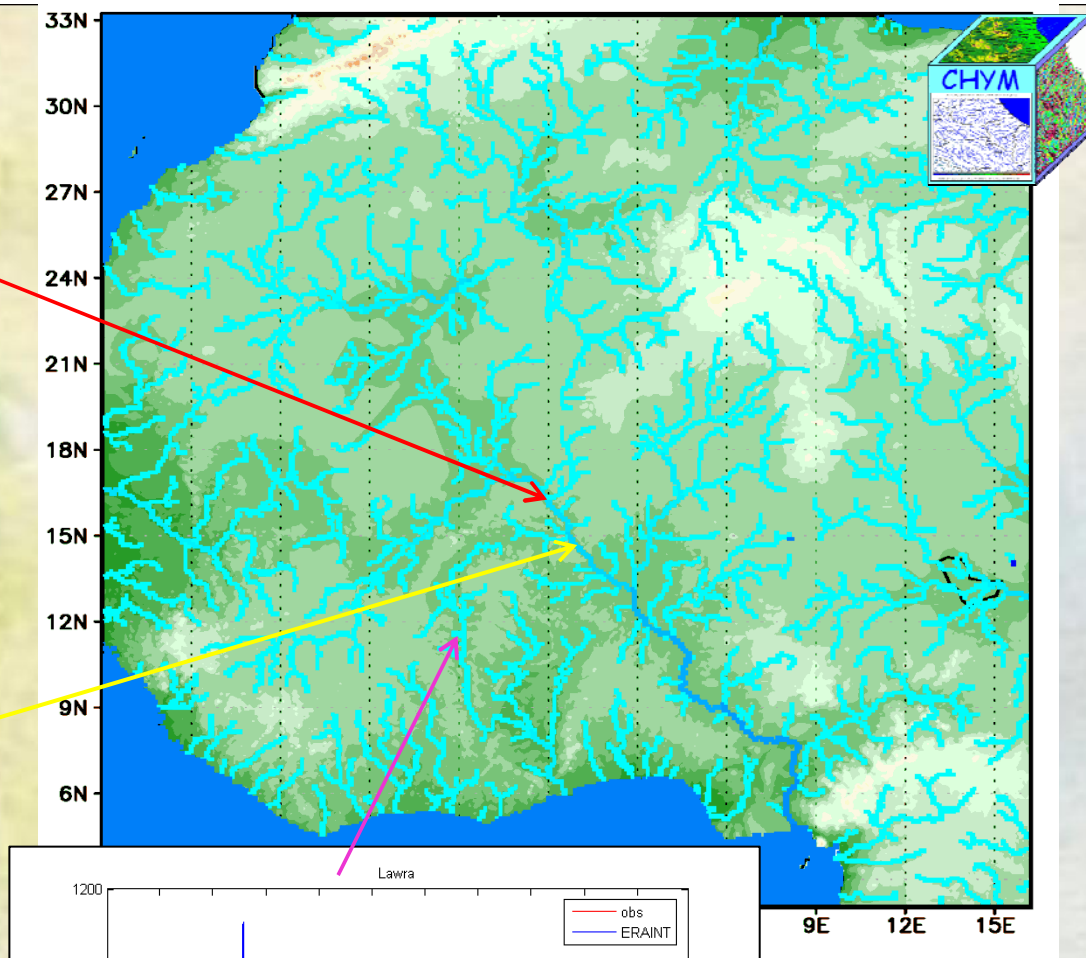 33N
CHYM
30N
27N
24N
21N
18N
15N
12N
9N
6N
Lawra
1200
obs
ERAINT
9E 12E 15E